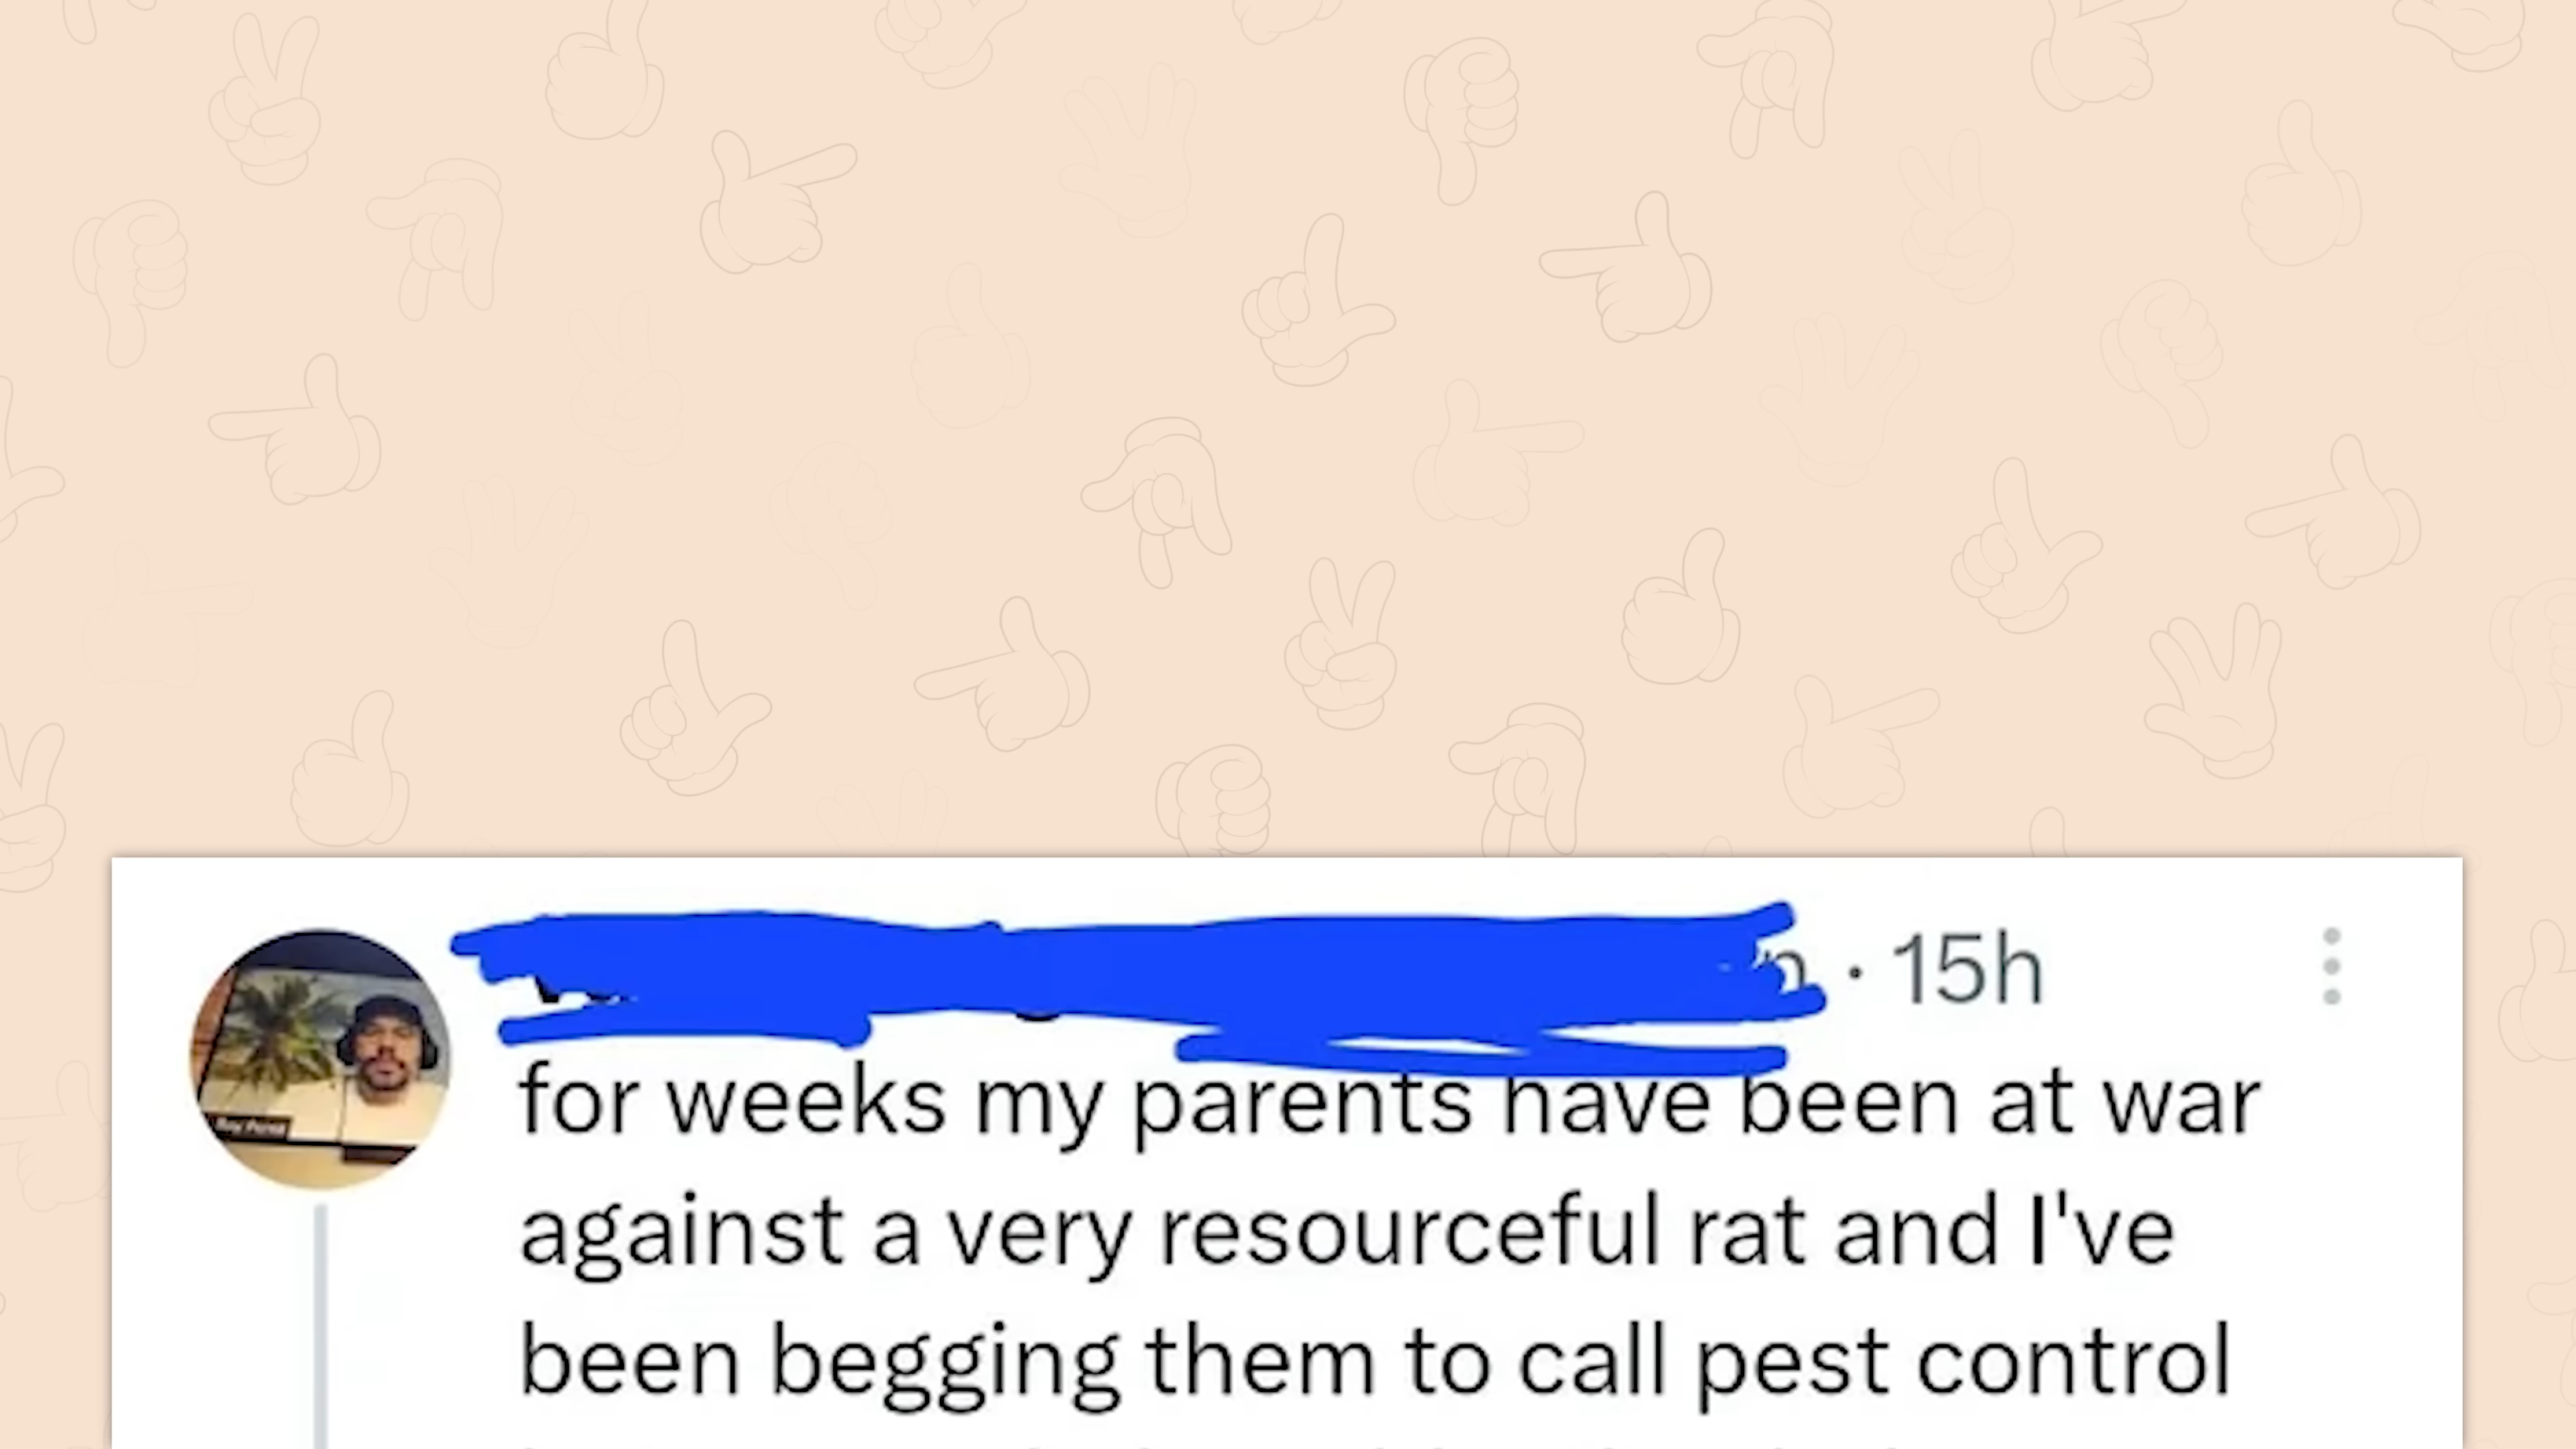 · 15h
for weeks my parents have been at war
against a very resourceful rat and I've
been begging them to call pest control